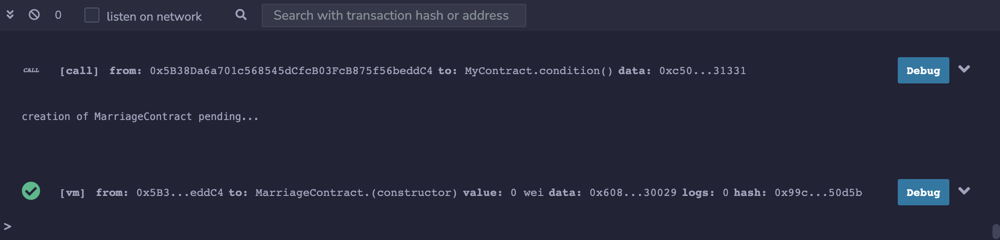 0 listen on network Search with transaction hash or address
CALL [call] from: 0x5B38Da6a701c568545dCfcB03FcB875f56beddC4 to: MyContract.condition() data: 0xc50...31331 Debug
creation of MarriageContract pending...
[vm] from: 0x5B3...eddC4 to: MarriageContract.(constructor) value: 0 wei data: 0x608...30029 logs: 0 hash: 0x99c...50d5b Debug
>